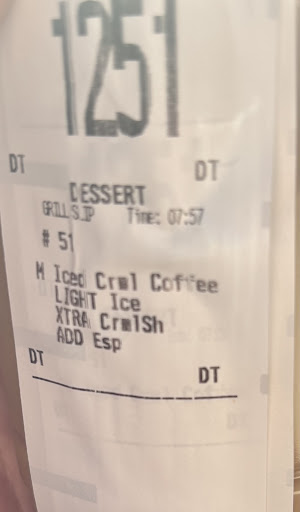 1251
DT DT
DESSERT
GRILL SLIP Time: 07:57
# 51
M Iced Crml Coffee
LIGHT Ice
XTRA CrmlSh
ADD Esp
DT
DT